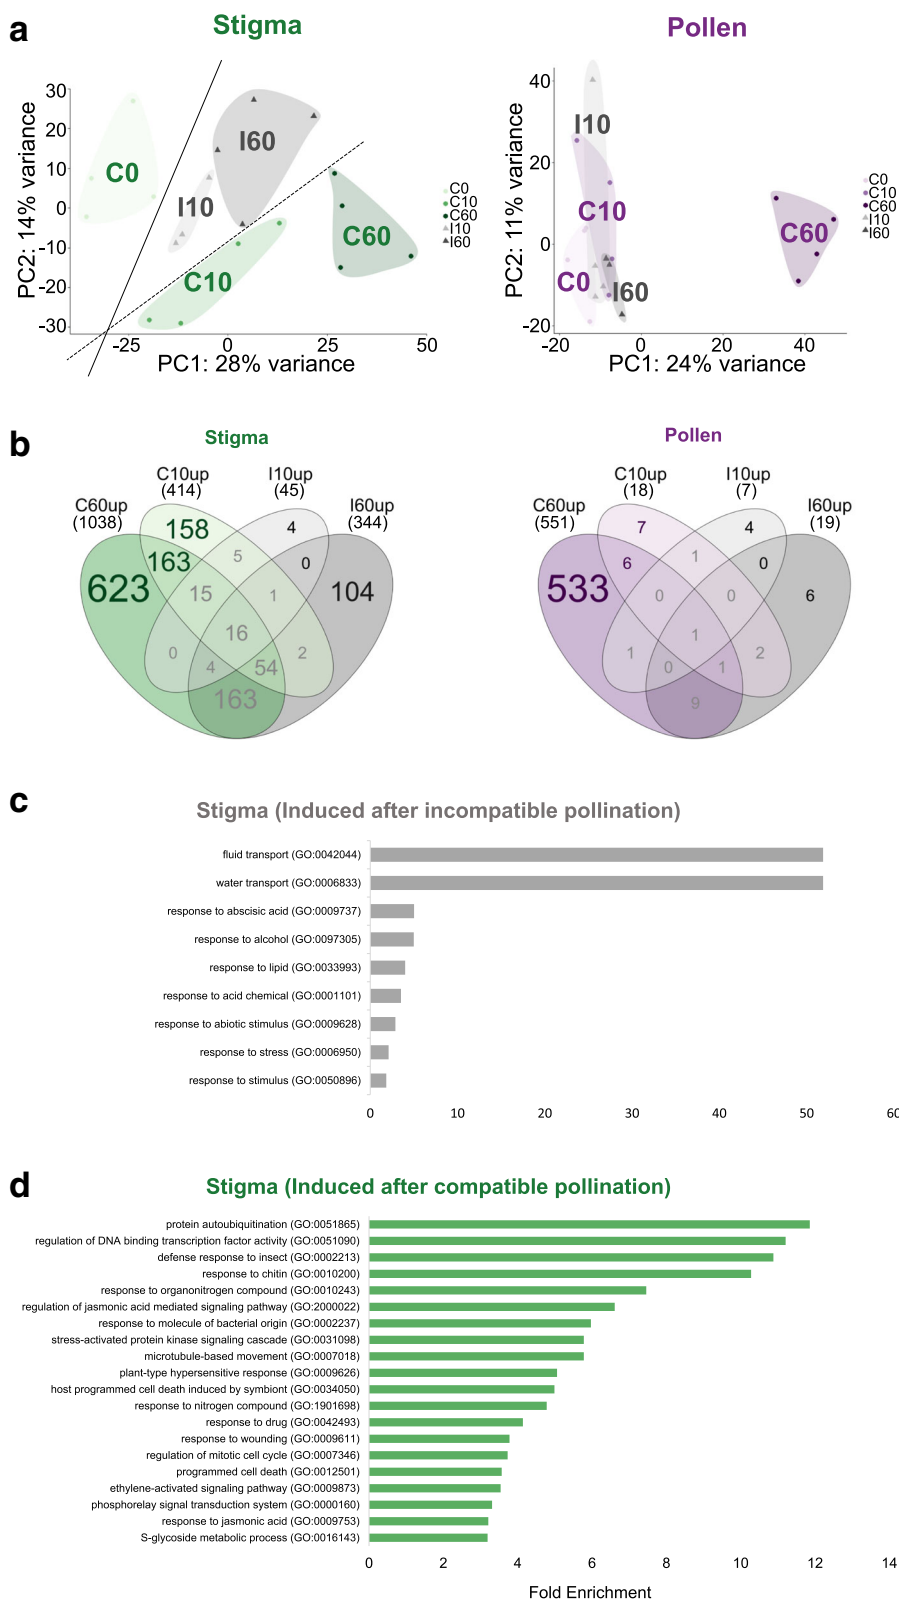 a
Stigma
Pollen
PC2: 14% variance
30
20
10
0
-10
-20
-30
C0
I10
I60
C10
C60
C0
C10
C60
I10
I60
-25
0
25
50
PC1: 28% variance
PC2: 11% variance
40
20
0
-20
I10
C10
C0
I60
C60
C0
C10
C60
I10
I60
-20
0
20
40
PC1: 24% variance
b
Stigma
C60up
(1038)
C10up
(414)
I10up
(45)
I60up
(344)
158
4
163
5
0
623
15
1
104
16
0
4
54
2
163
Pollen
C60up
(551)
C10up
(18)
I10up
(7)
I60up
(19)
7
4
6
1
0
533
0
0
6
1
1
0
1
2
9
c
Stigma (Induced after incompatible pollination)
fluid transport (GO:0042044)
water transport (GO:0006833)
response to abscisic acid (GO:0009737)
response to alcohol (GO:0097305)
response to lipid (GO:0033993)
response to acid chemical (GO:0001101)
response to abiotic stimulus (GO:0009628)
response to stress (GO:0006950)
response to stimulus (GO:0050896)
0 10 20 30 40 50 60
d
Stigma (Induced after compatible pollination)
protein autoubiquitination (GO:0051865)
regulation of DNA binding transcription factor activity (GO:0051090)
defense response to insect (GO:0002213)
response to chitin (GO:0010200)
response to organonitrogen compound (GO:0010243)
regulation of jasmonic acid mediated signaling pathway (GO:2000022)
response to molecule of bacterial origin (GO:0002237)
stress-activated protein kinase signaling cascade (GO:0031098)
microtubule-based movement (GO:0007018)
plant-type hypersensitive response (GO:0009626)
host programmed cell death induced by symbiont (GO:0034050)
response to nitrogen compound (GO:1901698)
response to drug (GO:0042493)
response to wounding (GO:0009611)
regulation of mitotic cell cycle (GO:0007346)
programmed cell death (GO:0012501)
ethylene-activated signaling pathway (GO:0009873)
phosphorelay signal transduction system (GO:0000160)
response to jasmonic acid (GO:0009753)
S-glycoside metabolic process (GO:0016143)
0 2 4 6 8 10 12 14
Fold Enrichment